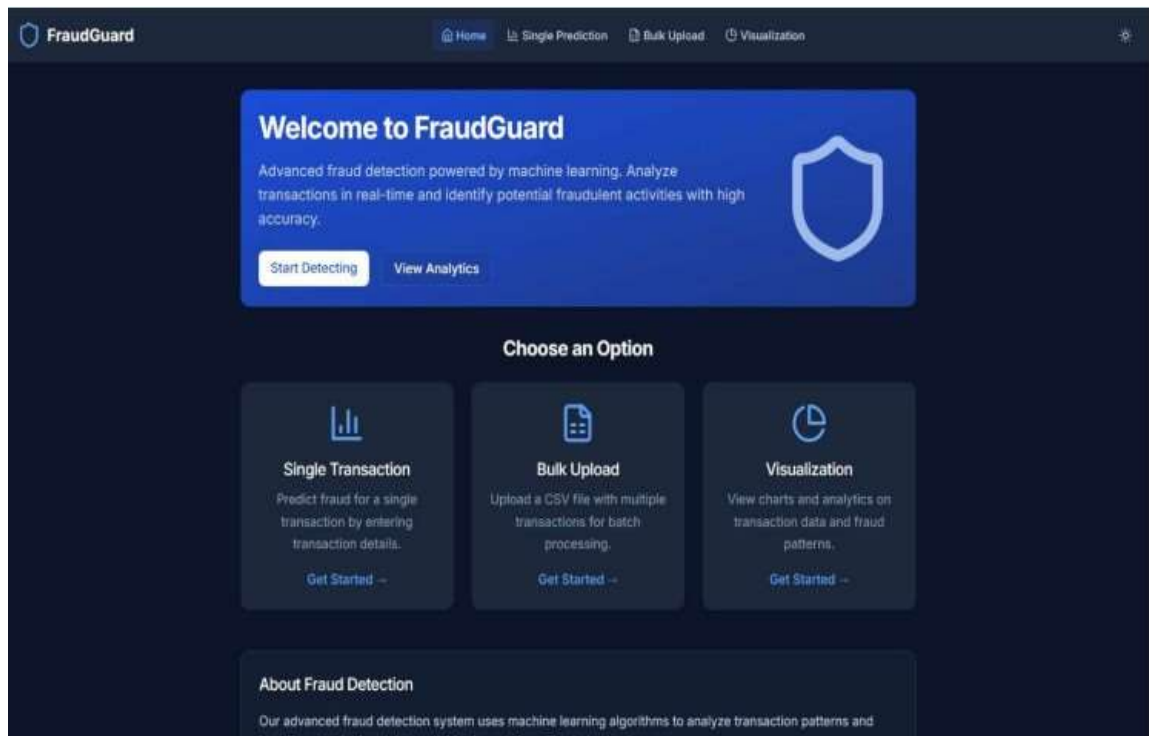 FraudGuard
Home
Single Prediction
Bulk Upload
Visualization
Welcome to FraudGuard
Advanced fraud detection powered by machine learning. Analyze
transactions in real-time and identify potential fraudulent activities with high
accuracy.
Start Detecting
View Analytics
Choose an Option
Single Transaction
Predict fraud for a single
transaction by entering
transaction details.
Get Started →
Bulk Upload
Upload a CSV file with multiple
transactions for batch
processing.
Get Started →
Visualization
View charts and analytics on
transaction data and fraud
patterns.
Get Started →
About Fraud Detection
Our advanced fraud detection system uses machine learning algorithms to analyze transaction patterns and